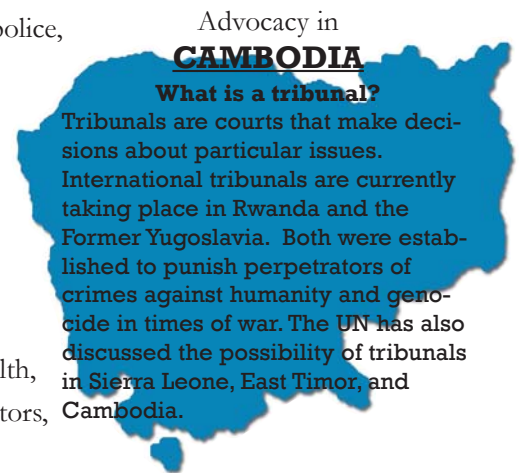 police,
Advocacy in
CAMBODIA
What is a tribunal?
Tribunals are courts that make deci-
sions about particular issues.
International tribunals are currently
taking place in Rwanda and the
Former Yugoslavia.  Both were estab-
lished to punish perpetrators of
crimes against humanity and geno-
cide in times of war. The UN has also
discussed the possibility of tribunals
in Sierra Leone, East Timor, and
Cambodia.